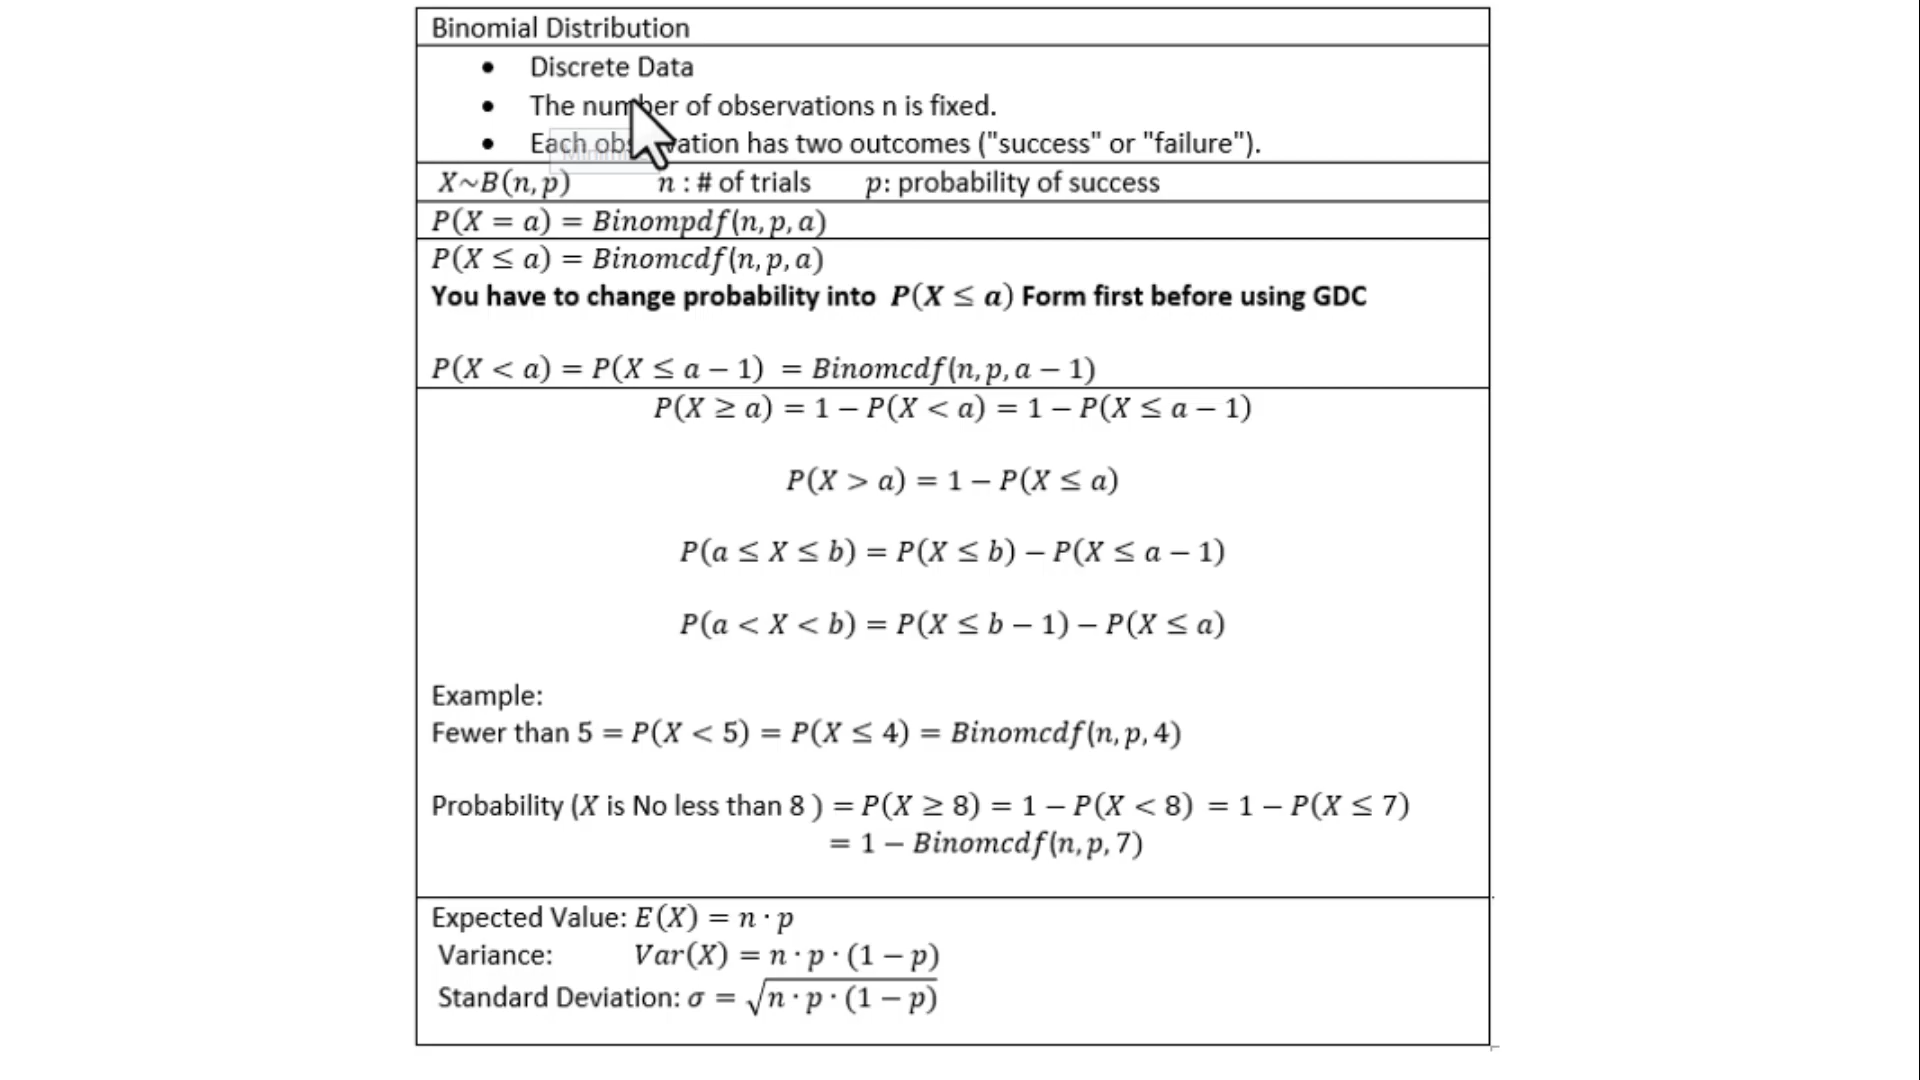 Binomial Distribution
• Discrete Data
• The number of observations n is fixed.
• Each observation has two outcomes ("success" or "failure").
X~B(n, p) n : # of trials p: probability of success
P(X = a) = Binompdf(n, p, a)
P(X ≤ a) = Binomcdf(n, p, a)
You have to change probability into P(X ≤ a) Form first before using GDC
P(X < a) = P(X ≤ a − 1) = Binomcdf(n, p, a − 1)
P(X ≥ a) = 1 − P(X < a) = 1 − P(X ≤ a − 1)
P(X > a) = 1 − P(X ≤ a)
P(a ≤ X ≤ b) = P(X ≤ b) − P(X ≤ a − 1)
P(a < X < b) = P(X ≤ b − 1) − P(X ≤ a)
Example:
Fewer than 5 = P(X < 5) = P(X ≤ 4) = Binomcdf(n, p, 4)
Probability (X is No less than 8 ) = P(X ≥ 8) = 1 − P(X < 8) = 1 − P(X ≤ 7)
= 1 − Binomcdf(n, p, 7)
Expected Value: E(X) = n · p
Variance: Var(X) = n · p · (1 − p)
Standard Deviation: σ = √n · p · (1 − p)